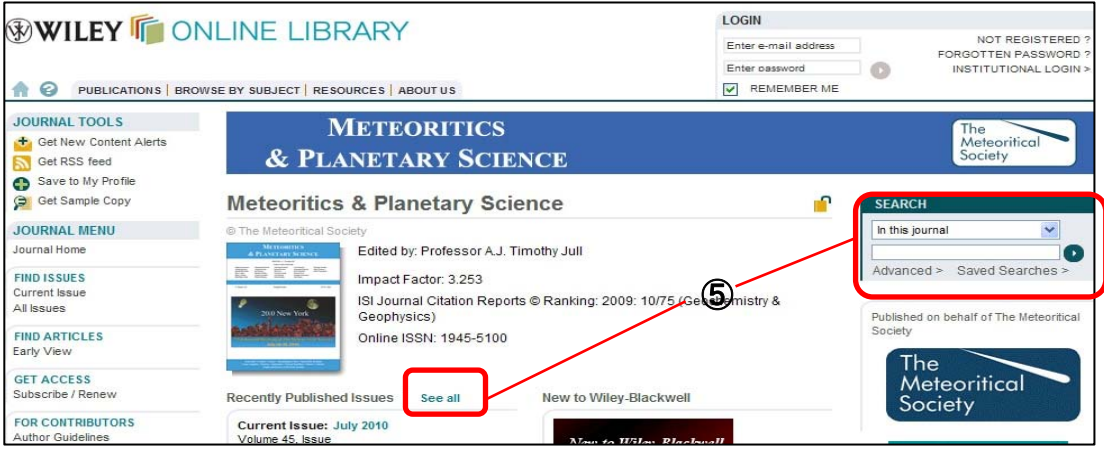 WILEY ONLINE LIBRARY
LOGIN
Enter e-mail address
Enter password
REMEMBER ME
NOT REGISTERED ?
FORGOTTEN PASSWORD ?
INSTITUTIONAL LOGIN >
PUBLICATIONS | BROWSE BY SUBJECT | RESOURCES | ABOUT US
JOURNAL TOOLS
Get New Content Alerts
Get RSS feed
Save to My Profile
Get Sample Copy
JOURNAL MENU
Journal Home
FIND ISSUES
Current Issue
All Issues
FIND ARTICLES
Early View
GET ACCESS
Subscribe / Renew
FOR CONTRIBUTORS
Author Guidelines
METEORITICS
& PLANETARY SCIENCE
The
Meteoritical
Society
Meteoritics & Planetary Science
© The Meteoritical Society
METEORITICS
& PLANETARY SCIENCE
2010 New York
Edited by: Professor A.J. Timothy Jull
Impact Factor: 3.253
ISI Journal Citation Reports © Ranking: 2009: 10/75 (Geochemistry &
Geophysics)
Online ISSN: 1945-5100
⑤
Recently Published Issues See all
Current Issue: July 2010
Volume 45, Issue
New to Wiley-Blackwell
New to Wiley-Blackwell
SEARCH
In this journal
Advanced > Saved Searches >
Published on behalf of The Meteoritical
Society
The
Meteoritical
Society